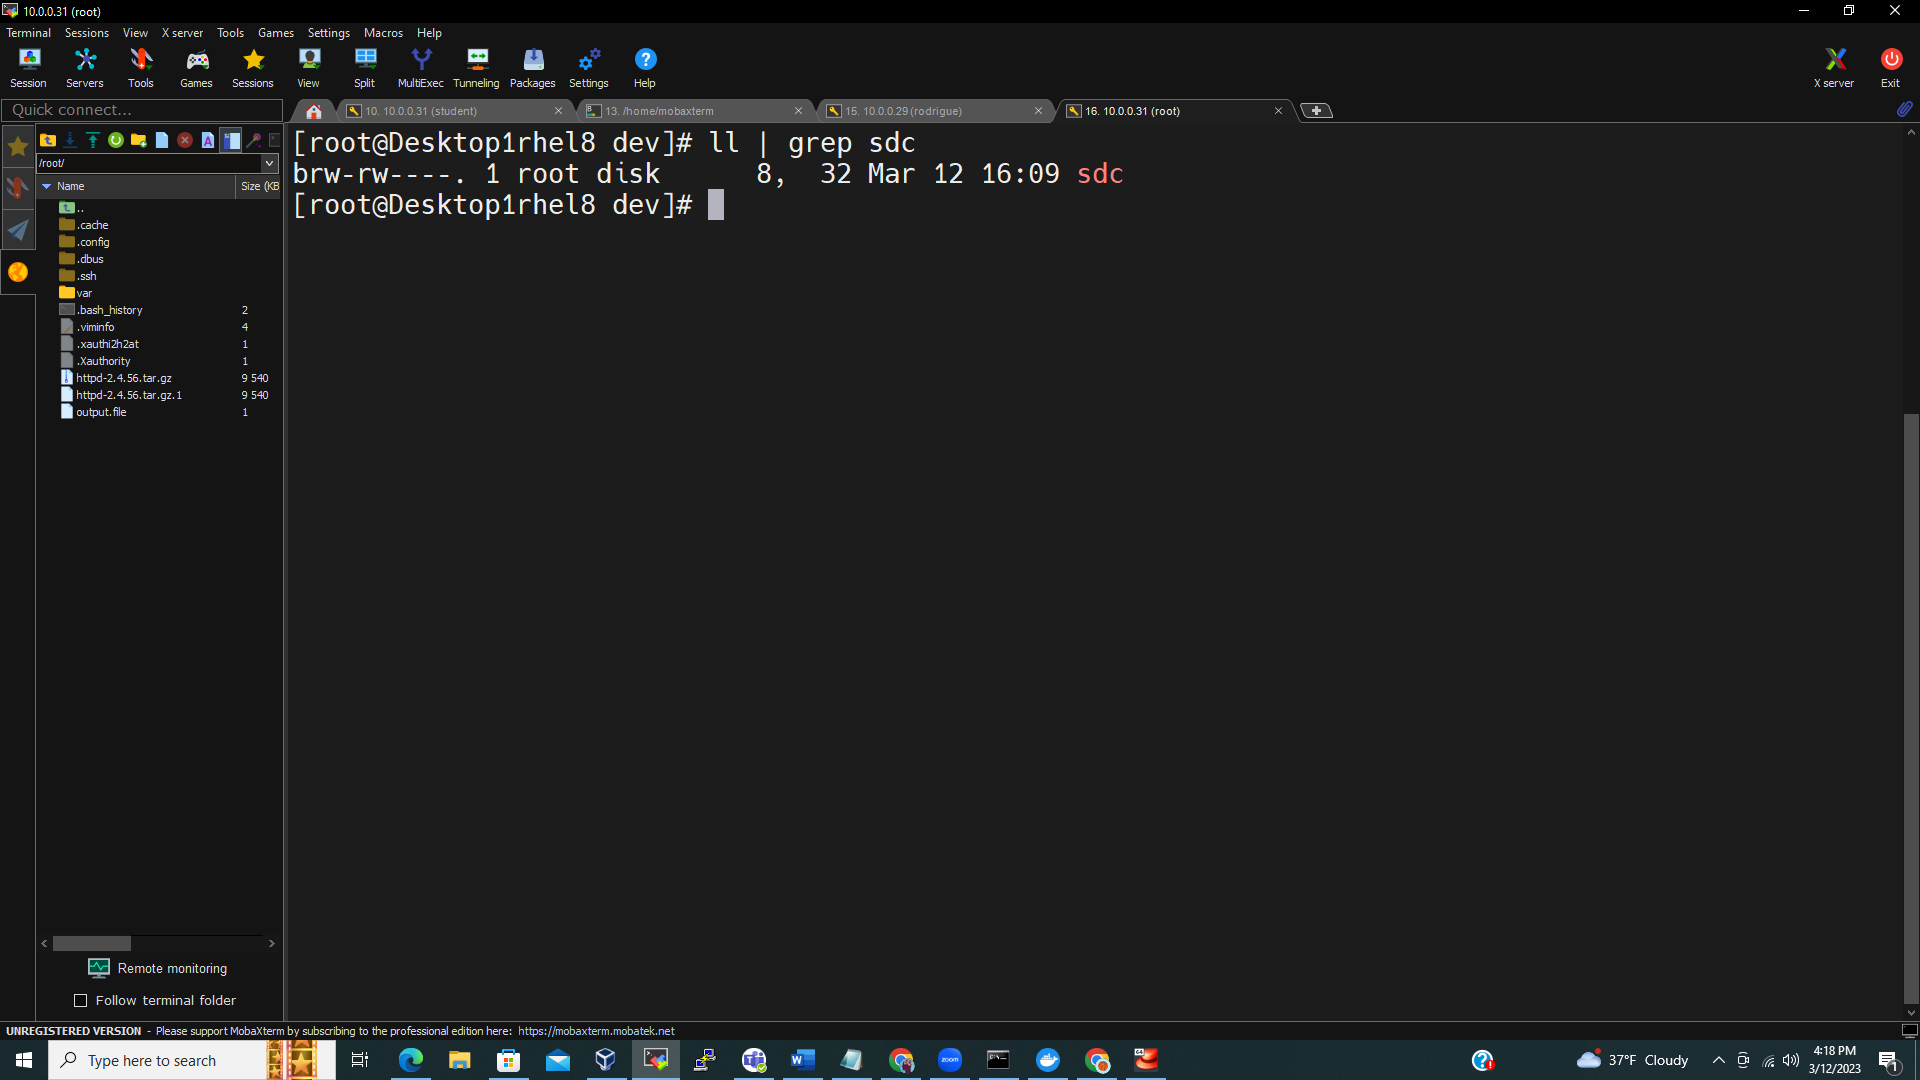 10.0.0.31 (root)
Terminal Sessions View X server Tools Games Settings Macros Help
Session Servers Tools Games Sessions View Split MultiExec Tunneling Packages Settings Help X server Exit
Quick connect...
10. 10.0.0.31 (student)
13. /home/mobaxterm
15. 10.0.0.29 (rodrigue)
16. 10.0.0.31 (root)
/root/
Name Size (KB
..
.cache
.config
.dbus
.ssh
var
.bash_history 2
.viminfo 4
.xauthi2h2at 1
.Xauthority 1
httpd-2.4.56.tar.gz 9 540
httpd-2.4.56.tar.gz.1 9 540
output.file 1
[root@Desktop1rhel8 dev]# ll | grep sdc
brw-rw----. 1 root disk 8, 32 Mar 12 16:09 sdc
[root@Desktop1rhel8 dev]#
Remote monitoring
Follow terminal folder
UNREGISTERED VERSION - Please support MobaXterm by subscribing to the professional edition here: https://mobaxterm.mobatek.net
Type here to search
zoom
37°F Cloudy
4:18 PM
3/12/2023
1